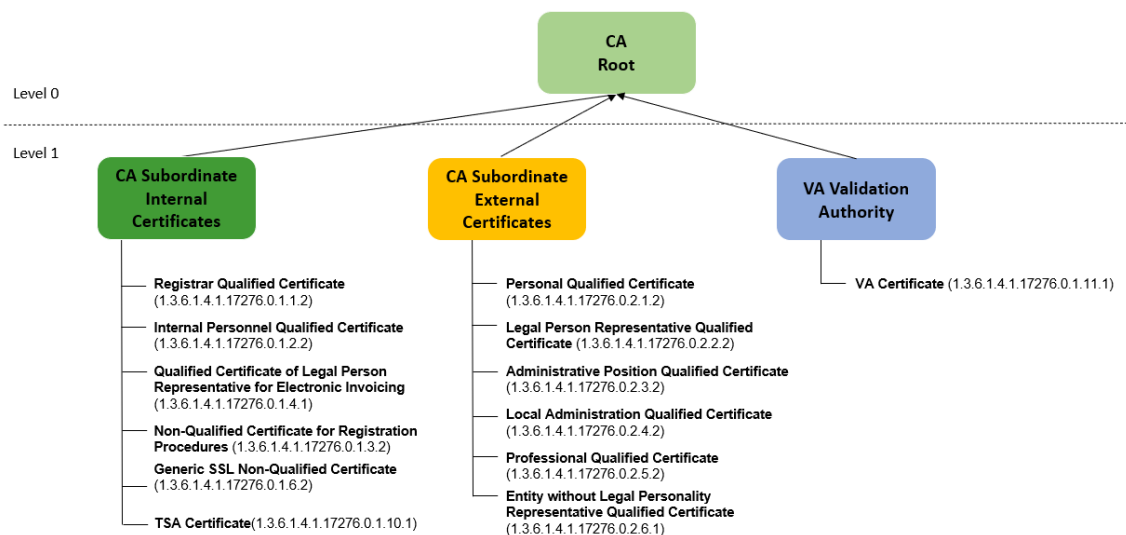 CA
Root
Level 0
Level 1
CA Subordinate
Internal
Certificates
CA Subordinate
External
Certificates
VA Validation
Authority
Registrar Qualified Certificate
(1.3.6.1.4.1.17276.0.1.1.2)
Internal Personnel Qualified Certificate
(1.3.6.1.4.1.17276.0.1.2.2)
Qualified Certificate of Legal Person
Representative for Electronic Invoicing
(1.3.6.1.4.1.17276.0.1.4.1)
Non-Qualified Certificate for Registration
Procedures (1.3.6.1.4.1.17276.0.1.3.2)
Generic SSL Non-Qualified Certificate
(1.3.6.1.4.1.17276.0.1.6.2)
TSA Certificate(1.3.6.1.4.1.17276.0.1.10.1)
Personal Qualified Certificate
(1.3.6.1.4.1.17276.0.2.1.2)
Legal Person Representative Qualified
Certificate (1.3.6.1.4.1.17276.0.2.2.2)
Administrative Position Qualified Certificate
(1.3.6.1.4.1.17276.0.2.3.2)
Local Administration Qualified Certificate
(1.3.6.1.4.1.17276.0.2.4.2)
Professional Qualified Certificate
(1.3.6.1.4.1.17276.0.2.5.2)
Entity without Legal Personality
Representative Qualified Certificate
(1.3.6.1.4.1.17276.0.2.6.1)
VA Certificate (1.3.6.1.4.1.17276.0.1.11.1)